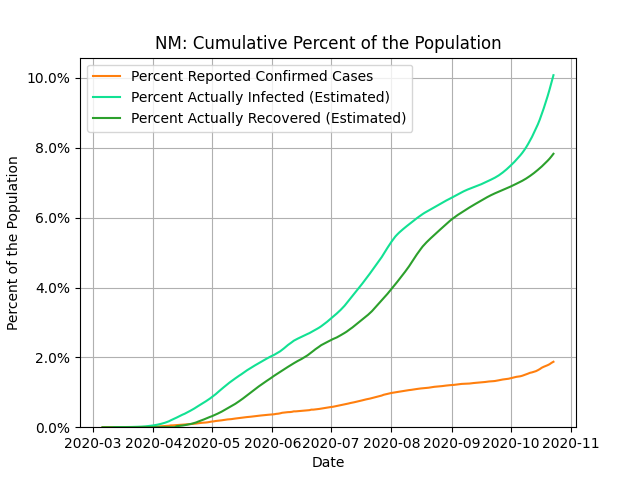 NM: Cumulative Percent of the Population
Percent Reported Confirmed Cases
Percent Actually Infected (Estimated)
Percent Actually Recovered (Estimated)
10.0%
8.0%
6.0%
4.0%
2.0%
0.0%
Percent of the Population
2020-03 2020-04 2020-05 2020-06 2020-07 2020-08 2020-09 2020-10 2020-11
Date